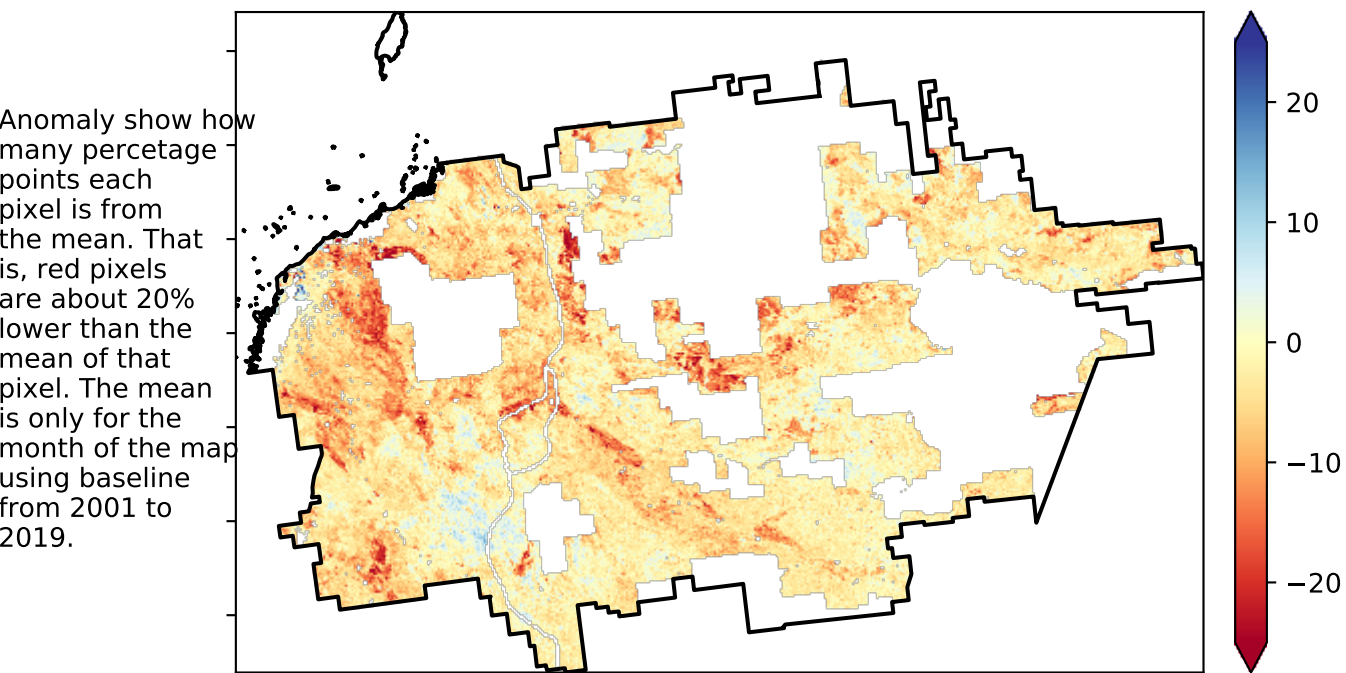 Anomaly show how
many percetage
points each
pixel is from
the mean. That
is, red pixels
are about 20%
lower than the
mean of that
pixel. The mean
is only for the
month of the map
using baseline
from 2001 to
2019.
20
10
0
−10
−20